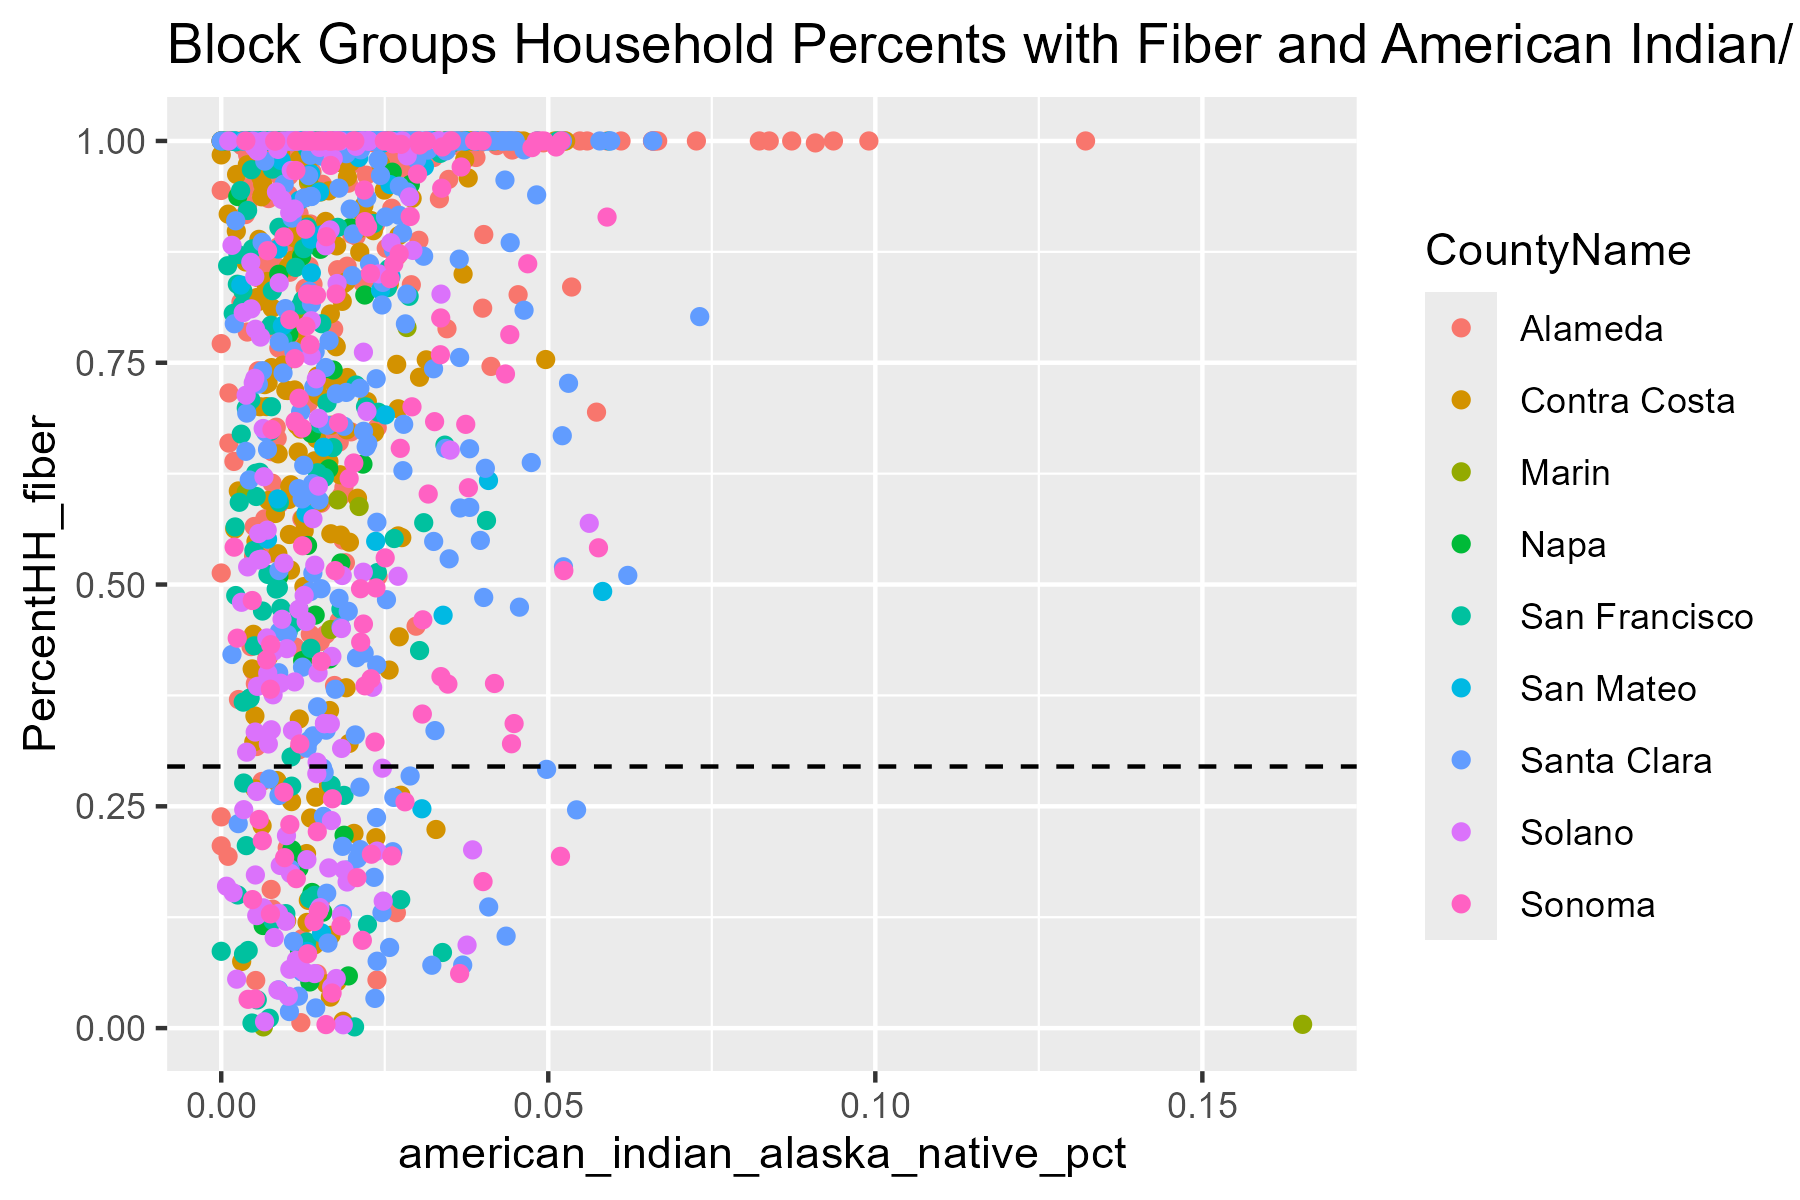 Block Groups Household Percents with Fiber and American Indian/
PercentHH_fiber
1.00
0.75
0.50
0.25
0.00
0.00
0.05
0.10
0.15
american_indian_alaska_native_pct
CountyName
Alameda
Contra Costa
Marin
Napa
San Francisco
San Mateo
Santa Clara
Solano
Sonoma